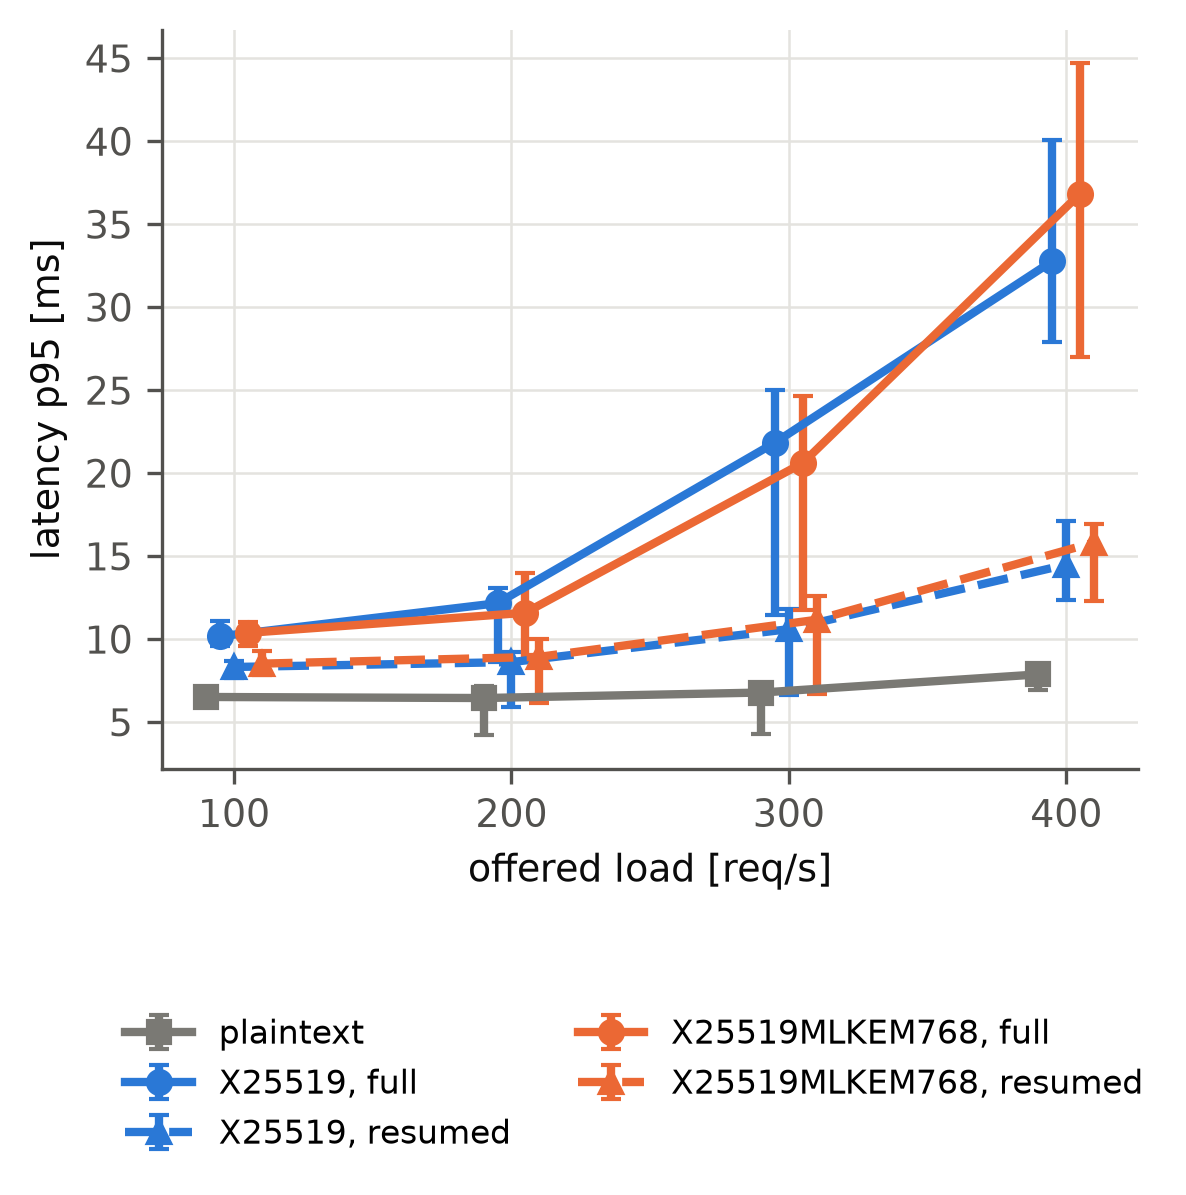 latency p95 [ms]
45
40
35
30
25
20
15
10
5
100 200 300 400
offered load [req/s]
plaintext
X25519, full
X25519, resumed
X25519MLKEM768, full
X25519MLKEM768, resumed